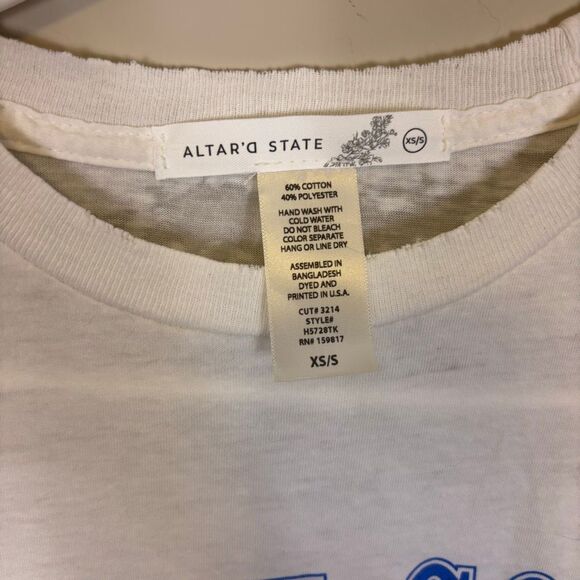 ALTAR'D STATE
XS/S
60% COTTON
40% POLYESTER
HAND WASH WITH
COLD WATER
DO NOT BLEACH
COLOR SEPARATE
HANG OR LINE DRY
ASSEMBLED IN
BANGLADESH
DYED AND
PRINTED IN U.S.A.
CUT# 3214
STYLE#
H5728TK
RN# 159817
XS/S